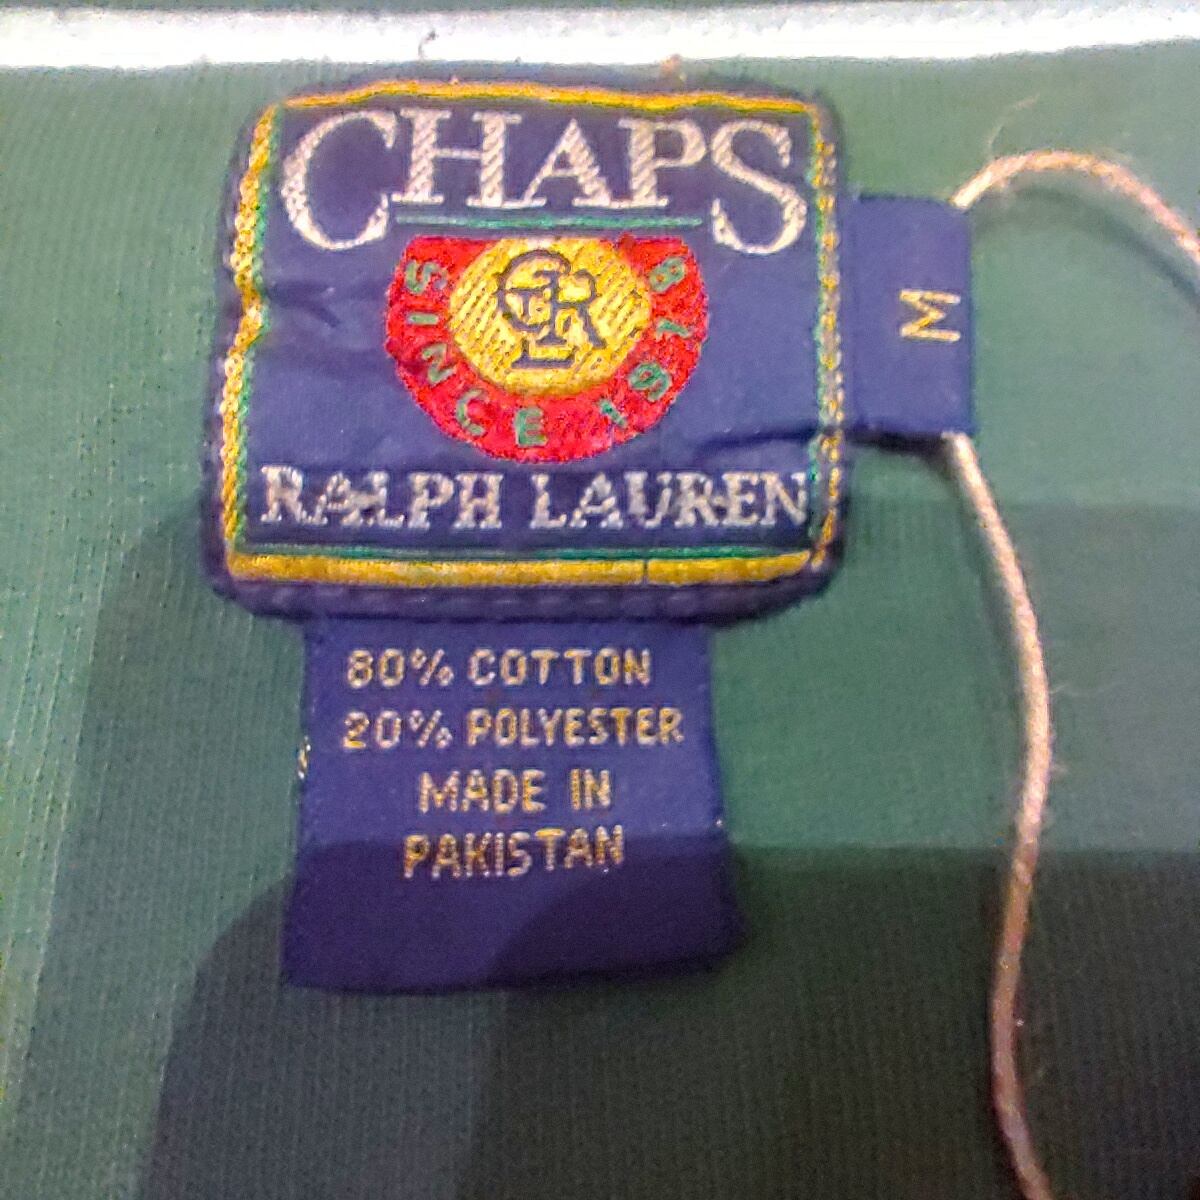 CHAPS
SINCE 1978
RALPH LAUREN
M
80% COTTON
20% POLYESTER
MADE IN
PAKISTAN